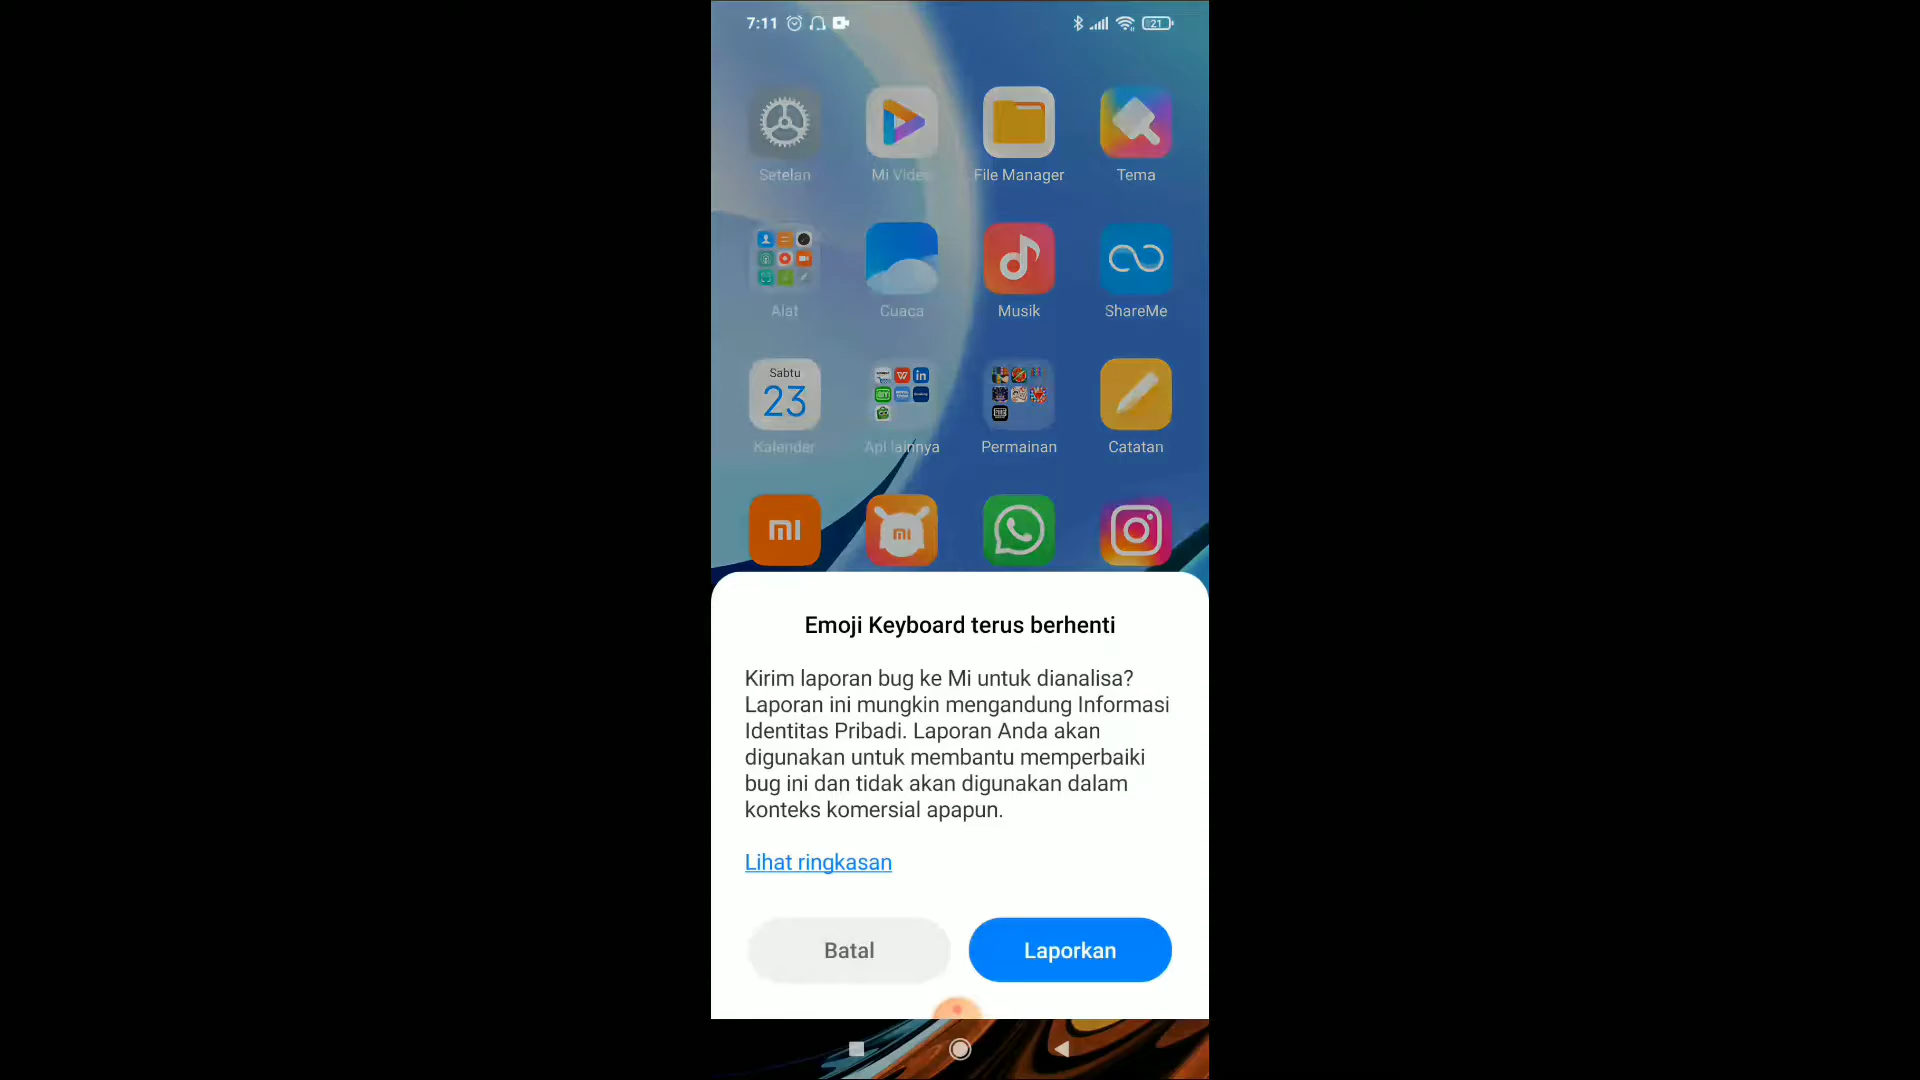 7:11
21
Setelan
Mi Video
File Manager
Tema
Alat
Cuaca
Musik
ShareMe
Sabtu
23
Kalender
Apl lainnya
Permainan
Catatan
Emoji Keyboard terus berhenti
Kirim laporan bug ke Mi untuk dianalisa?
Laporan ini mungkin mengandung Informasi
Identitas Pribadi. Laporan Anda akan
digunakan untuk membantu memperbaiki
bug ini dan tidak akan digunakan dalam
konteks komersial apapun.
Lihat ringkasan
Batal
Laporkan